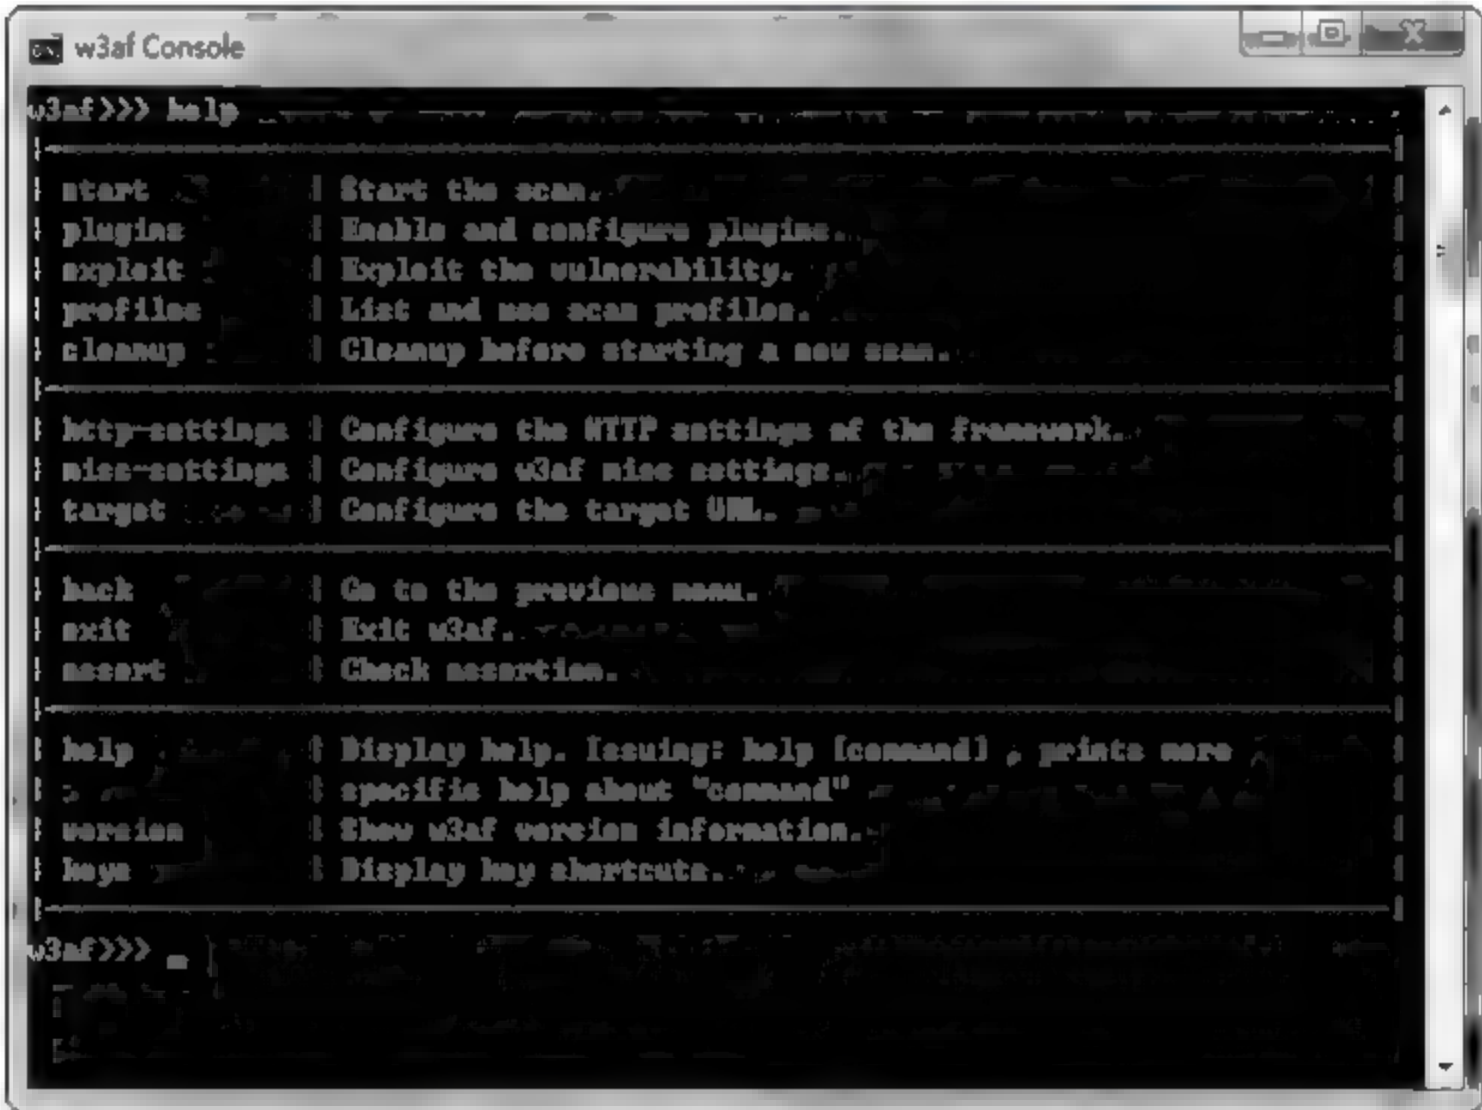 w3af Console
w3af>>> help
start | Start the scan.
plugins | Enable and configure plugins.
exploit | Exploit the vulnerability.
profiles | List and use scan profiles.
cleanup | Cleanup before starting a new scan.
http-settings | Configure the HTTP settings of the framework.
misc-settings | Configure w3af misc settings.
target | Configure the target URL.
back | Go to the previous menu.
exit | Exit w3af.
assert | Check assertion.
help | Display help. Issuing: help [command] , prints more
| specific help about "command"
version | Show w3af version information.
keys | Display key shortcuts.
w3af>>> _